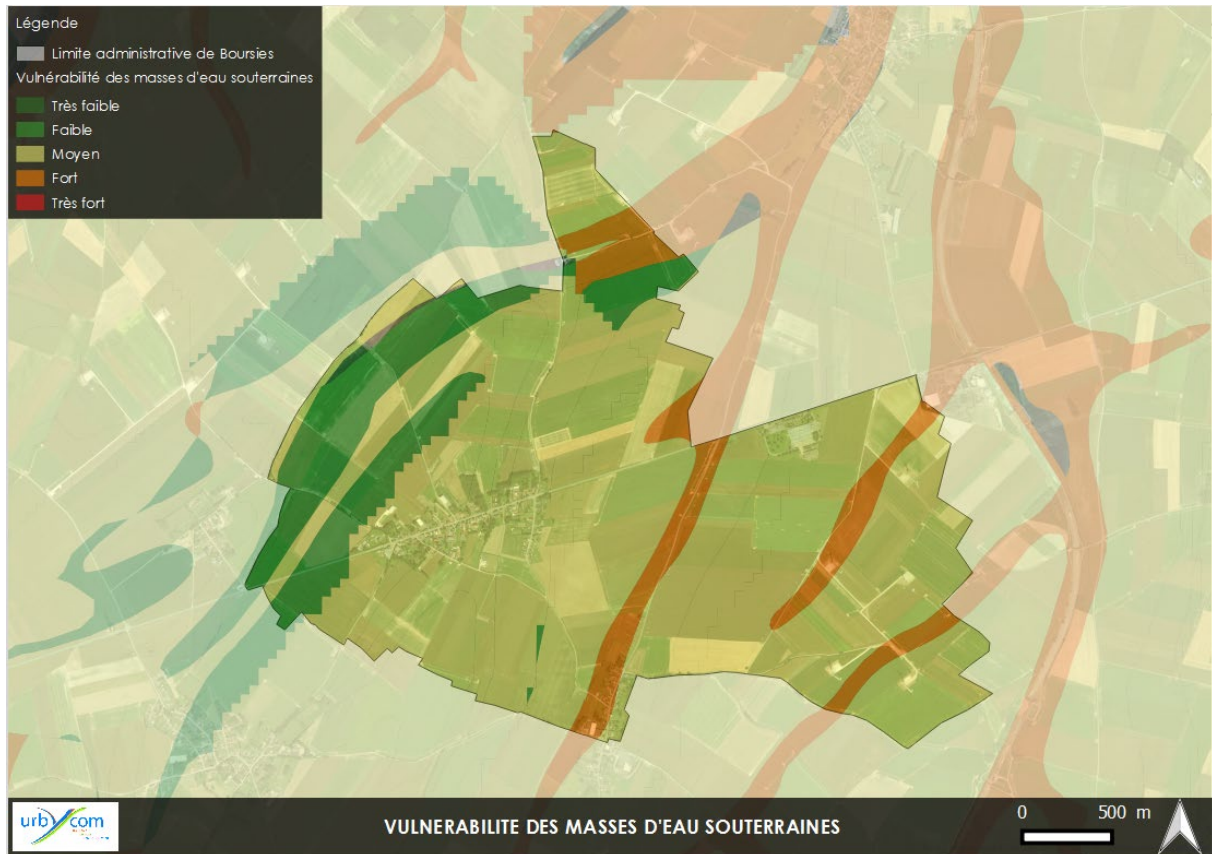 Légende
Limite administrative de Boursies
Vulnérabilité des masses d'eau souterraines
Très faible
Faible
Moyen
Fort
Très fort
urbycom
VULNERABILITE DES MASSES D'EAU SOUTERRAINES
0 500 m